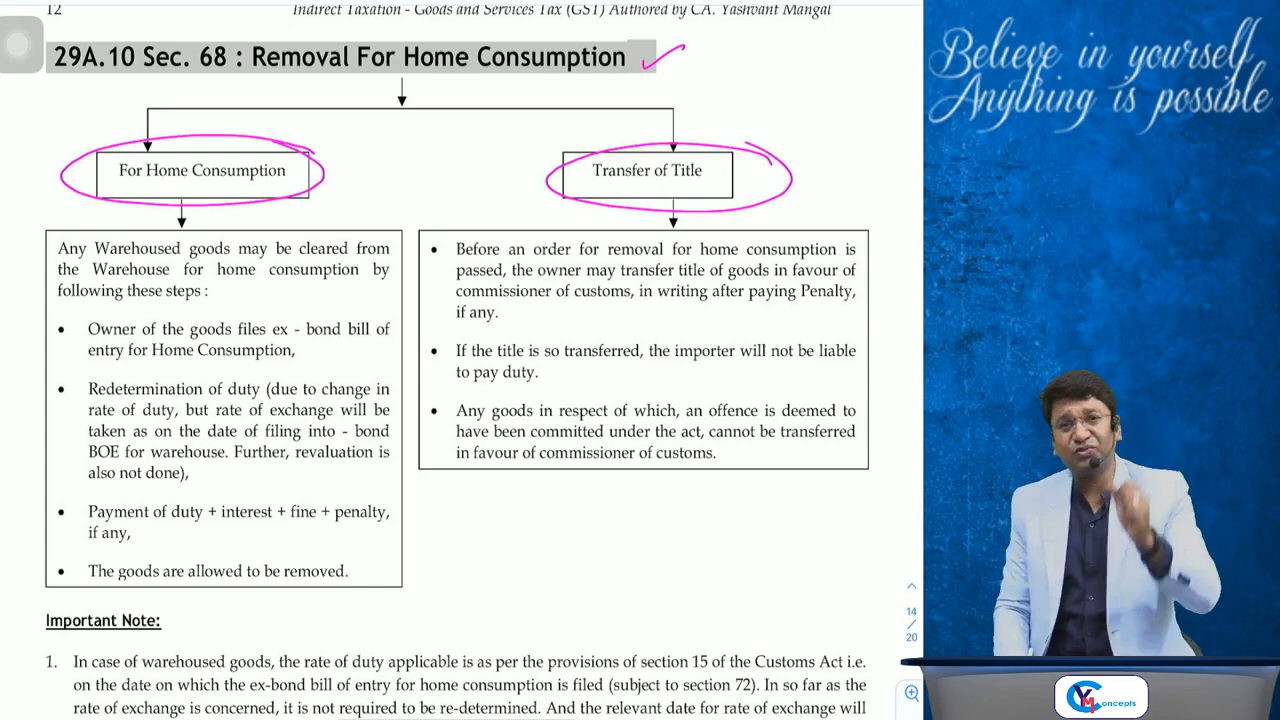 12
Indirect Taxation - Goods and Services Tax (GST) Authored by CA. Yashvant Mangal
29A.10 Sec. 68 : Removal For Home Consumption
For Home Consumption
Transfer of Title
Any Warehoused goods may be cleared from
the Warehouse for home consumption by
following these steps :
• Owner of the goods files ex - bond bill of
entry for Home Consumption,
• Redetermination of duty (due to change in
rate of duty, but rate of exchange will be
taken as on the date of filing into - bond
BOE for warehouse. Further, revaluation is
also not done),
• Payment of duty + interest + fine + penalty,
if any,
• The goods are allowed to be removed.
• Before an order for removal for home consumption is
passed, the owner may transfer title of goods in favour of
commissioner of customs, in writing after paying Penalty,
if any.
• If the title is so transferred, the importer will not be liable
to pay duty.
• Any goods in respect of which, an offence is deemed to
have been committed under the act, cannot be transferred
in favour of commissioner of customs.
Important Note:
1. In case of warehoused goods, the rate of duty applicable is as per the provisions of section 15 of the Customs Act i.e.
on the date on which the ex-bond bill of entry for home consumption is filed (subject to section 72). In so far as the
rate of exchange is concerned, it is not required to be re-determined. And the relevant date for rate of exchange will
14
/
20
Believe in yourself
Anything is possible
YM Concepts